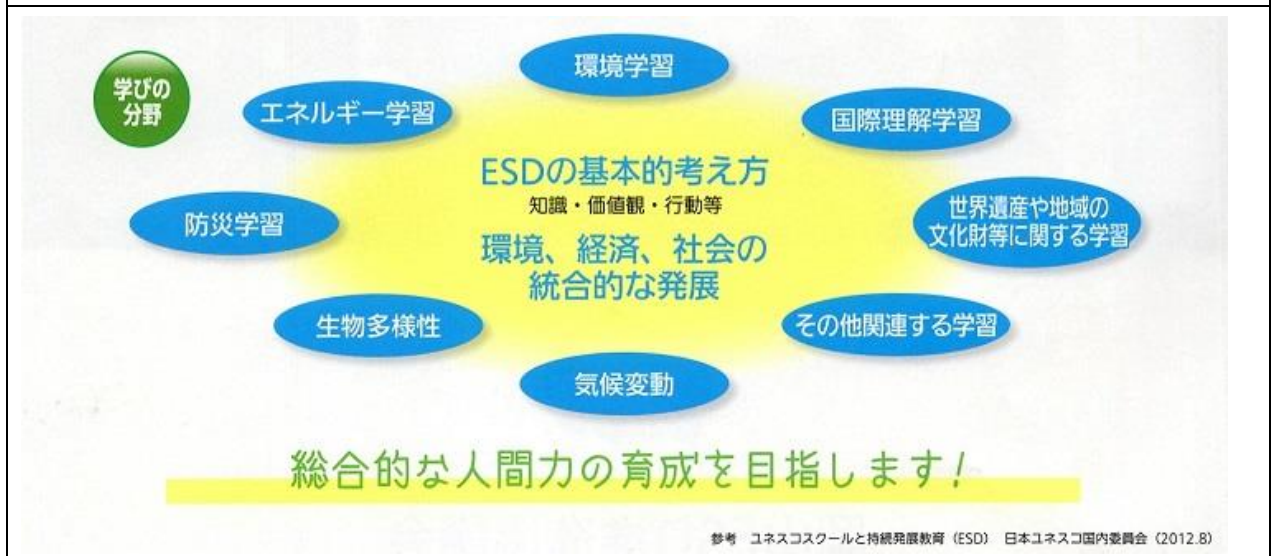 学びの
分野
環境学習
エネルギー学習
国際理解学習
ESDの基本的考え方
知識・価値観・行動等
防災学習
世界遺産や地域の
文化財等に関する学習
環境、経済、社会の
統合的な発展
生物多様性
その他関連する学習
気候変動
総合的な人間力の育成を目指します!
参考 ユネスコスクールと持続発展教育(ESD) 日本ユネスコ国内委員会(2012.8)